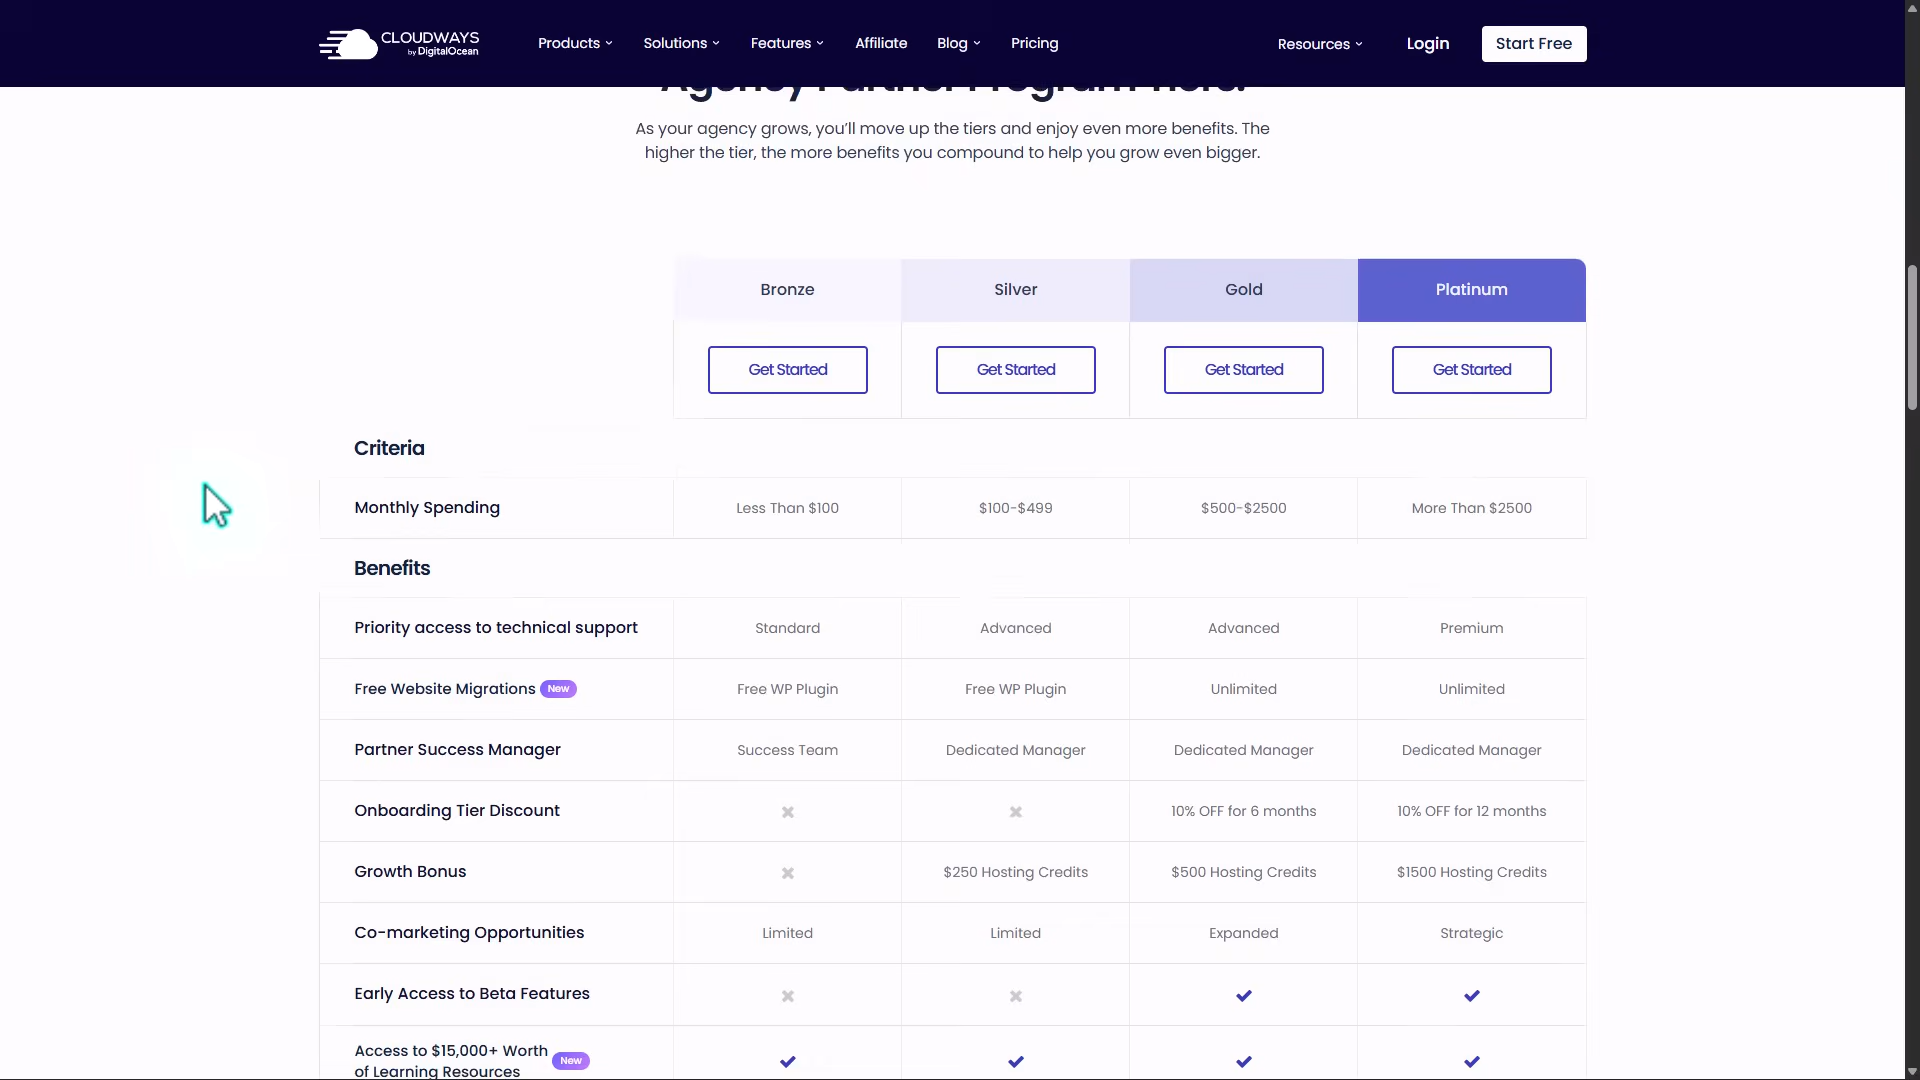 CLOUDWAYS
by DigitalOcean
Products
Solutions
Features
Affiliate
Blog
Pricing
Resources
Login
Start Free
Agency Partner Program Tiers:
As your agency grows, you’ll move up the tiers and enjoy even more benefits. The
higher the tier, the more benefits you compound to help you grow even bigger.
Bronze Silver Gold Platinum
Get Started Get Started Get Started Get Started
Criteria
Monthly Spending Less Than $100 $100-$499 $500-$2500 More Than $2500
Benefits
Priority access to technical support Standard Advanced Advanced Premium
Free Website Migrations New Free WP Plugin Free WP Plugin Unlimited Unlimited
Partner Success Manager Success Team Dedicated Manager Dedicated Manager Dedicated Manager
Onboarding Tier Discount 10% OFF for 6 months 10% OFF for 12 months
Growth Bonus $250 Hosting Credits $500 Hosting Credits $1500 Hosting Credits
Co-marketing Opportunities Limited Limited Expanded Strategic
Early Access to Beta Features
Access to $15,000+ Worth
of Learning Resources New